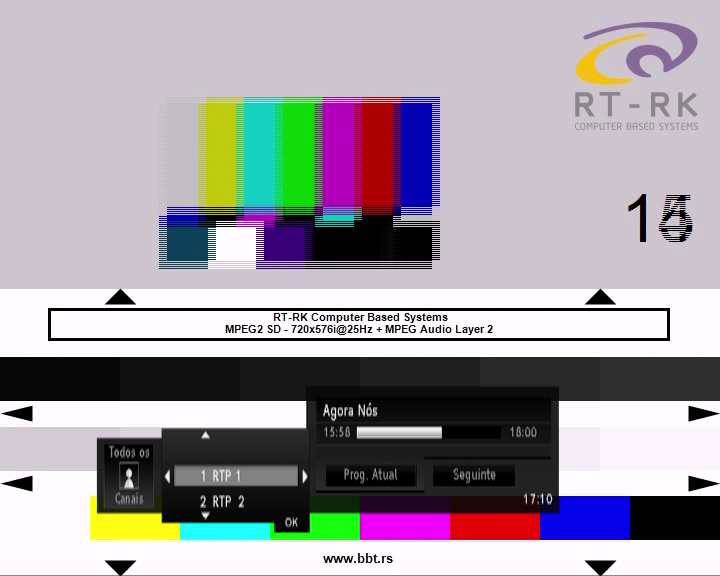 RT-RK
COMPUTER BASED SYSTEMS
RT-RK Computer Based Systems
MPEG2 SD - 720x576i@25Hz + MPEG Audio Layer 2
Agora Nós
15:58 18:00
Todos os
Canais
1 RTP 1
2 RTP 2
OK
Prog. Atual
Seguinte
17:10
www.bbt.rs